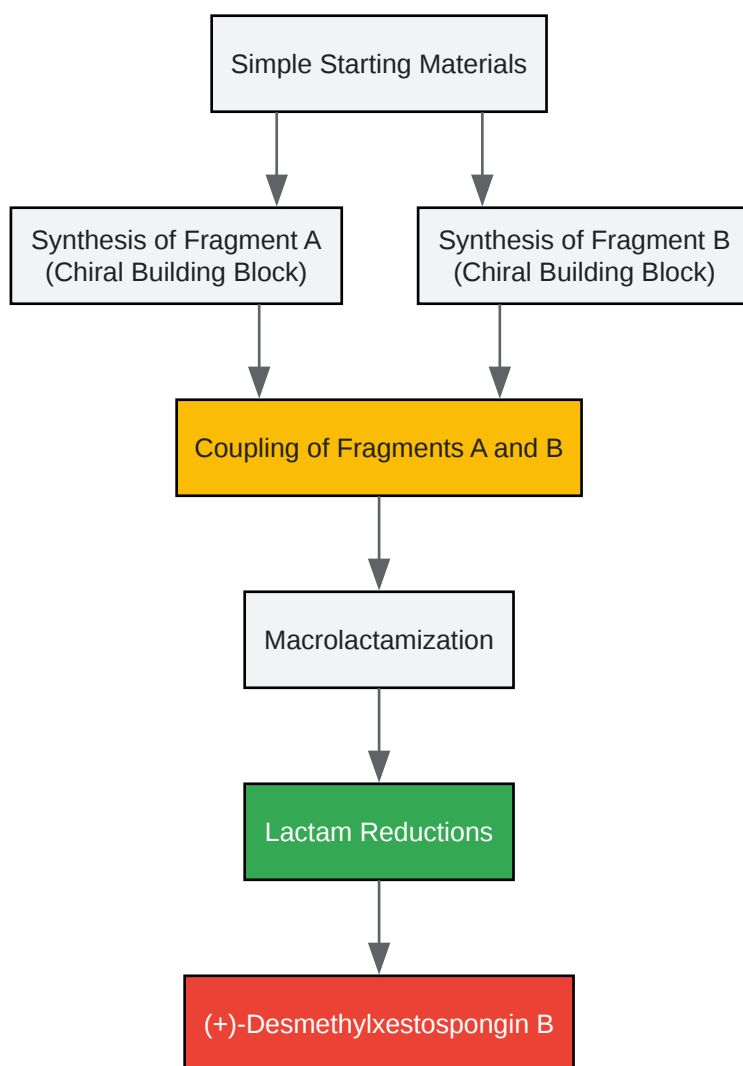 Simple Starting Materials
Synthesis of Fragment A
(Chiral Building Block)
Synthesis of Fragment B
(Chiral Building Block)
Coupling of Fragments A and B
Macrolactamization
Lactam Reductions
(+)-Desmethylxestospongin B